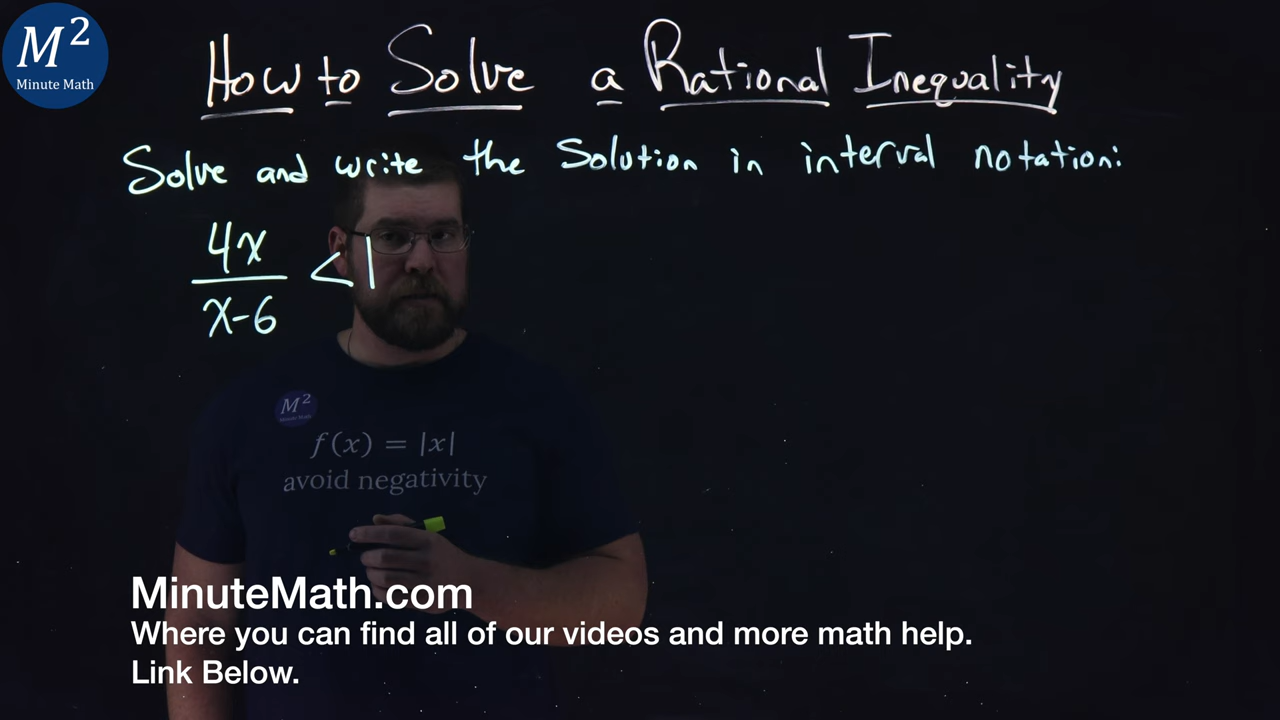 M²
Minute Math
How to Solve a Rational Inequality
Solve and write the Solution in interval notation:
4x
x-6
<1
M²
Minute Math
f(x) = |x|
avoid negativity
MinuteMath.com
Where you can find all of our videos and more math help.
Link Below.